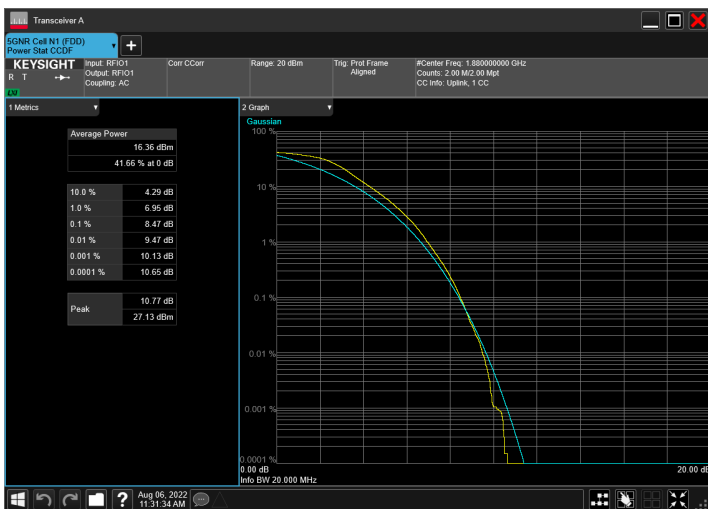 Transceiver A
5GNR Cell N1 (FDD)
Power Stat CCDF
KEYSIGHT
R T
LXI
Input: RFIO1
Output: RFIO1
Coupling: AC
Corr CCorr
Range: 20 dBm
Trig: Prot Frame
Aligned
#Center Freq: 1.880000000 GHz
Counts: 2.00 M/2.00 Mpt
CC Info: Uplink, 1 CC
1 Metrics
Average Power
16.36 dBm
41.66 % at 0 dB
10.0 % 4.29 dB
1.0 % 6.95 dB
0.1 % 8.47 dB
0.01 % 9.47 dB
0.001 % 10.13 dB
0.0001 % 10.65 dB
Peak
10.77 dB
27.13 dBm
2 Graph
Gaussian
100 %
10 %
1 %
0.1 %
0.01 %
0.001 %
0.0001 %
0.00 dB
20.00 dB
Info BW 20.000 MHz
?
Aug 06, 2022
11:31:34 AM